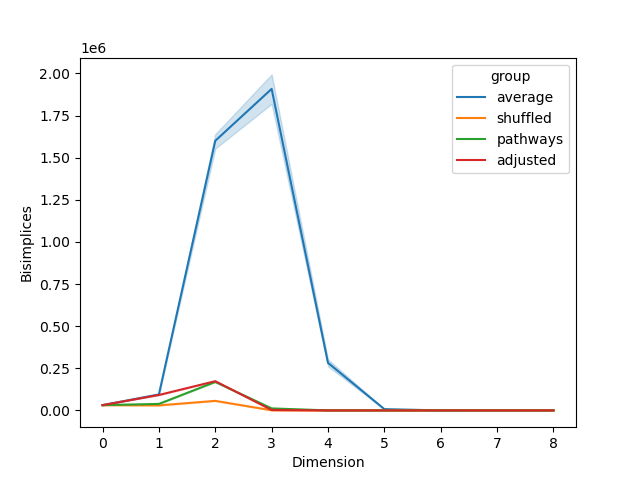 1e6
2.00
1.75
1.50
1.25
1.00
0.75
0.50
0.25
0.00
Bisimplices
group
average
shuffled
pathways
adjusted
0 1 2 3 4 5 6 7 8
Dimension